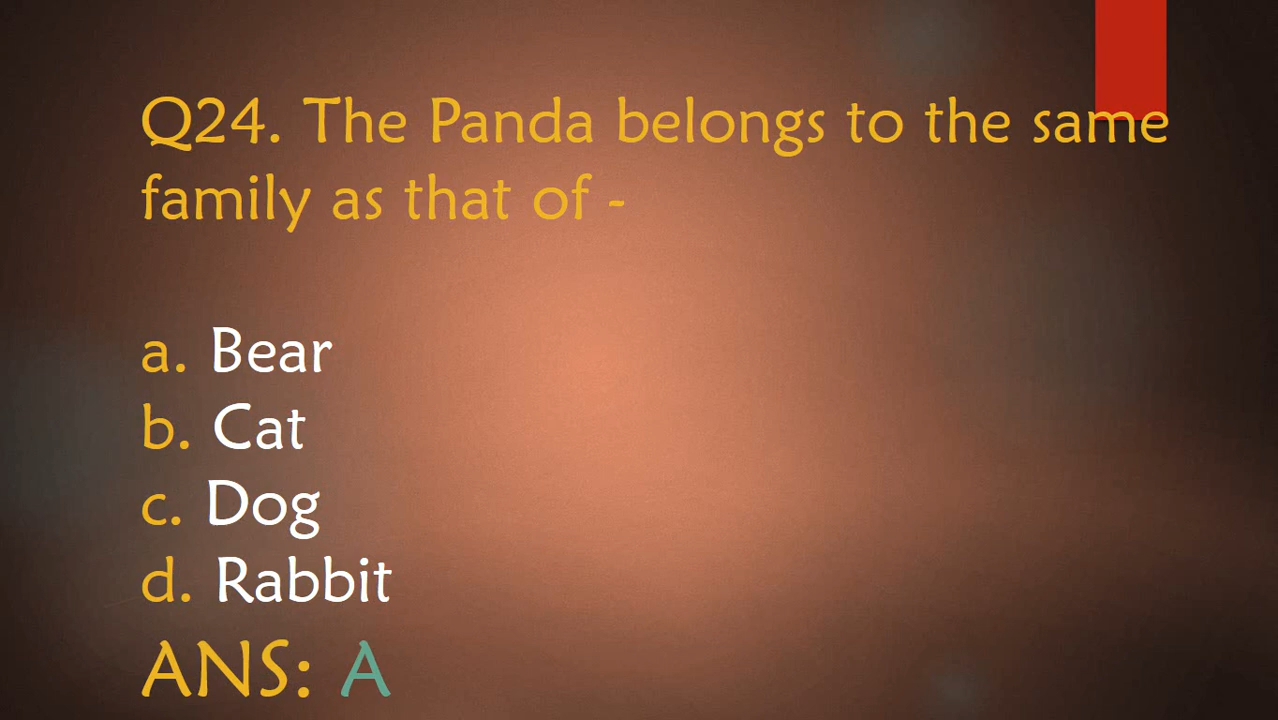 Q24. The Panda belongs to the same
family as that of -
a. Bear
b. Cat
c. Dog
d. Rabbit
ANS: A